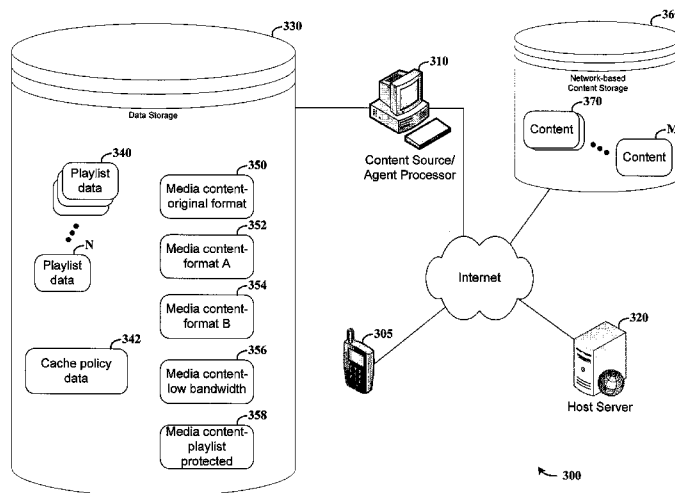 330
Data Storage
340
Playlist
data
N
Playlist
data
342
Cache policy
data
350
Media content-
original format
352
Media content-
format A
354
Media content-
format B
356
Media content-
low bandwidth
358
Media content-
playlist
protected
310
Content Source/
Agent Processor
Internet
305
320
Host Server
36
Network-based
Content Storage
370
Content
M
Content
300